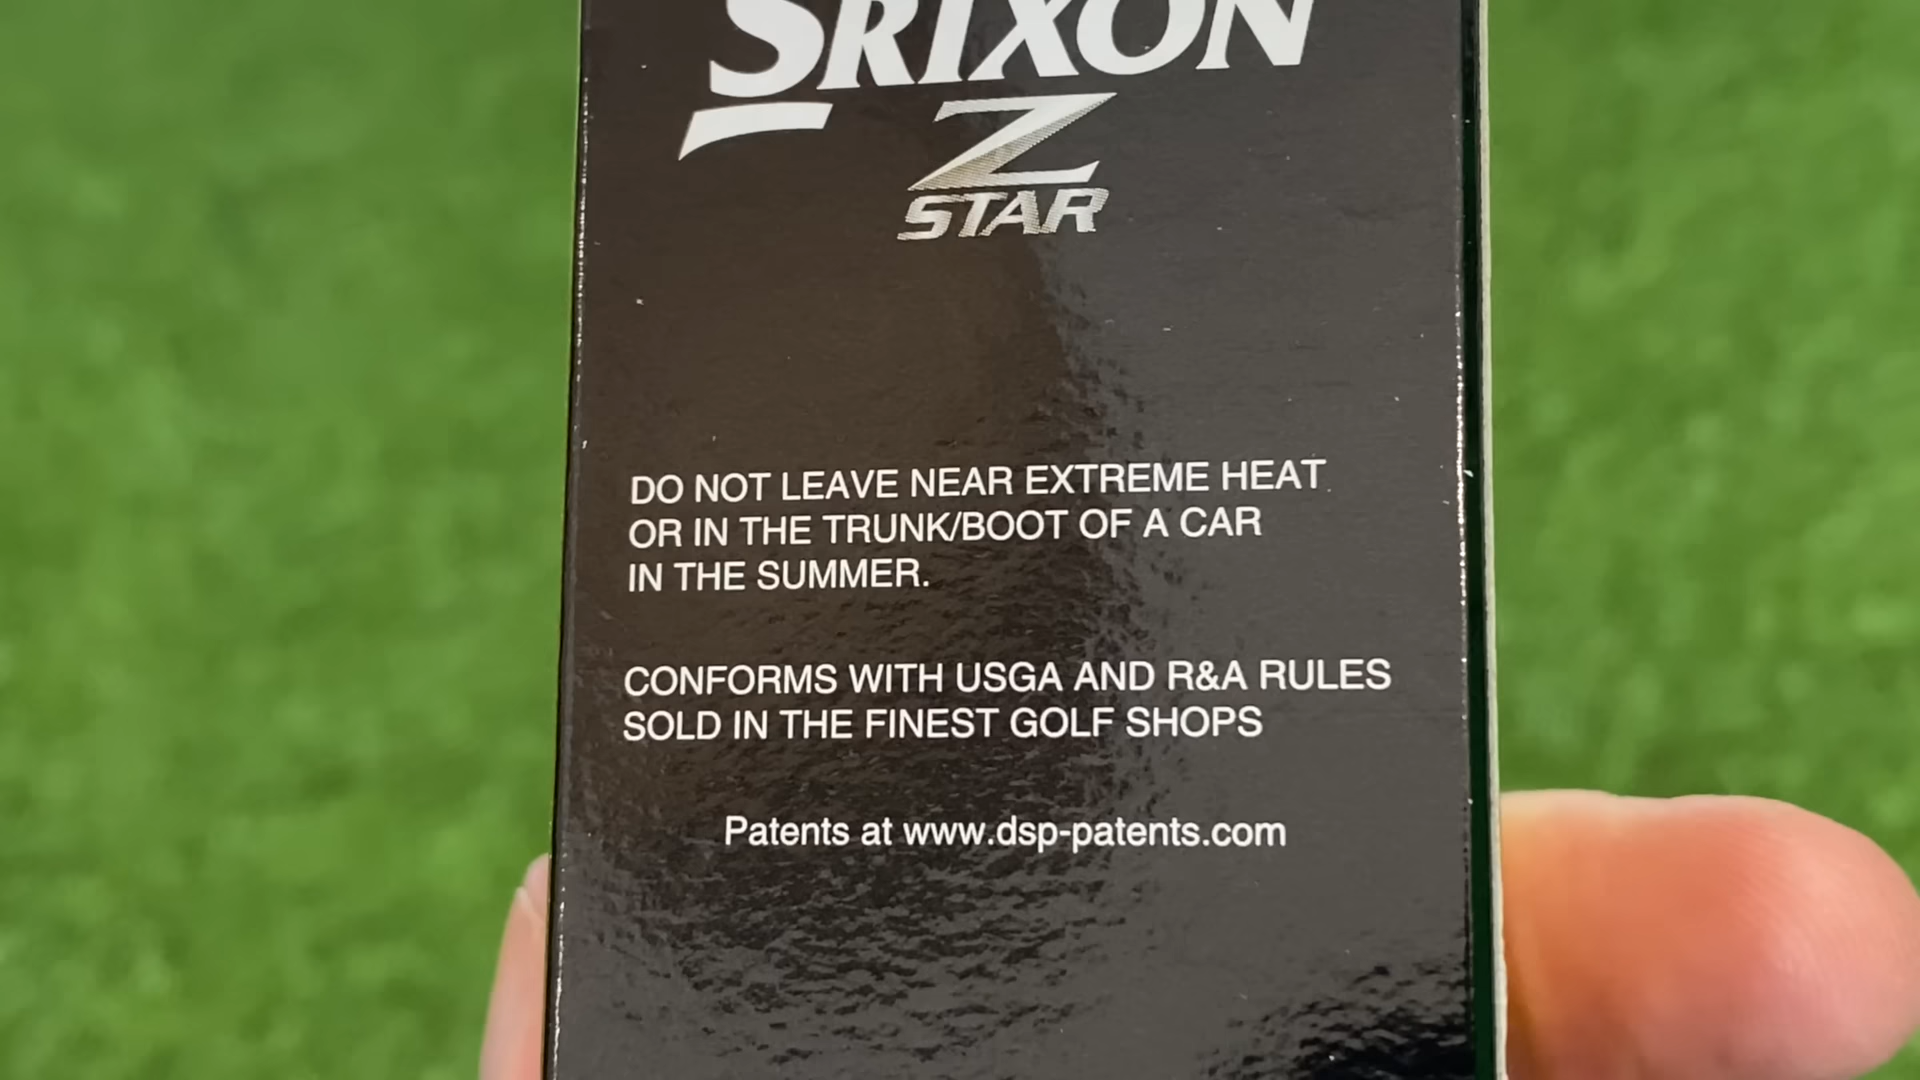 SRIXON
Z
STAR
DO NOT LEAVE NEAR EXTREME HEAT
OR IN THE TRUNK/BOOT OF A CAR
IN THE SUMMER.
CONFORMS WITH USGA AND R&A RULES
SOLD IN THE FINEST GOLF SHOPS
Patents at www.dsp-patents.com